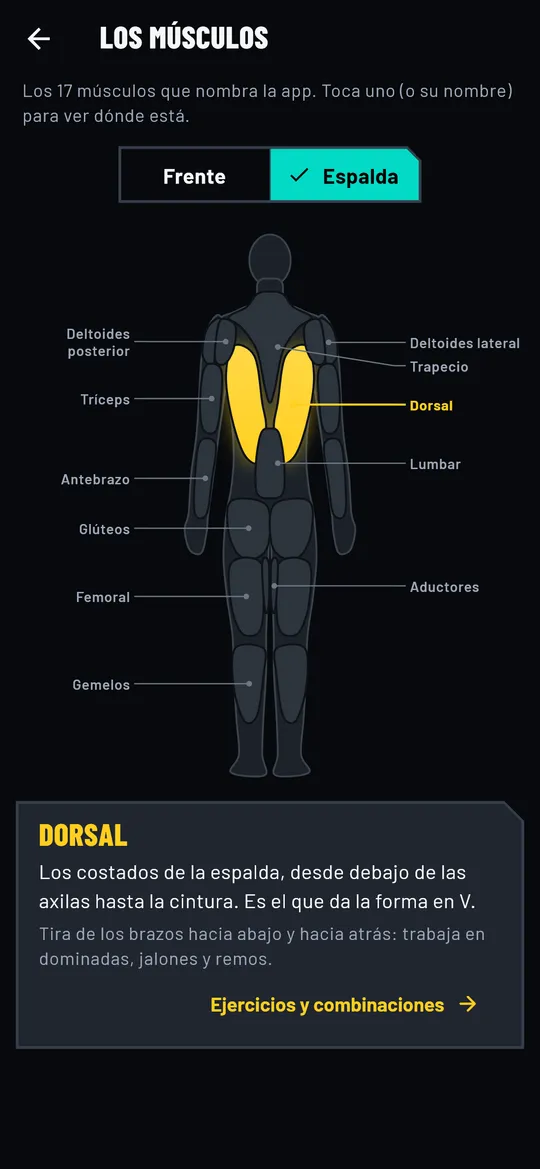 LOS MÚSCULOS
Los 17 músculos que nombra la app. Toca uno (o su nombre)
para ver dónde está.
Frente
Espalda
Deltoides
posterior
Deltoides lateral
Trapecio
Tríceps
Dorsal
Lumbar
Antebrazo
Glúteos
Aductores
Femoral
Gemelos
DORSAL
Los costados de la espalda, desde debajo de las
axilas hasta la cintura. Es el que da la forma en V.
Tira de los brazos hacia abajo y hacia atrás: trabaja en
dominadas, jalones y remos.
Ejercicios y combinaciones